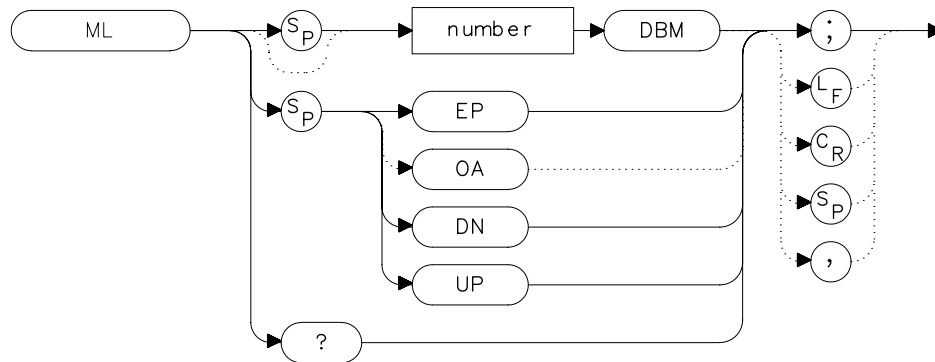 ML SP number DBM ;
SP EP LF
OA CR
DN SP
UP ,
?